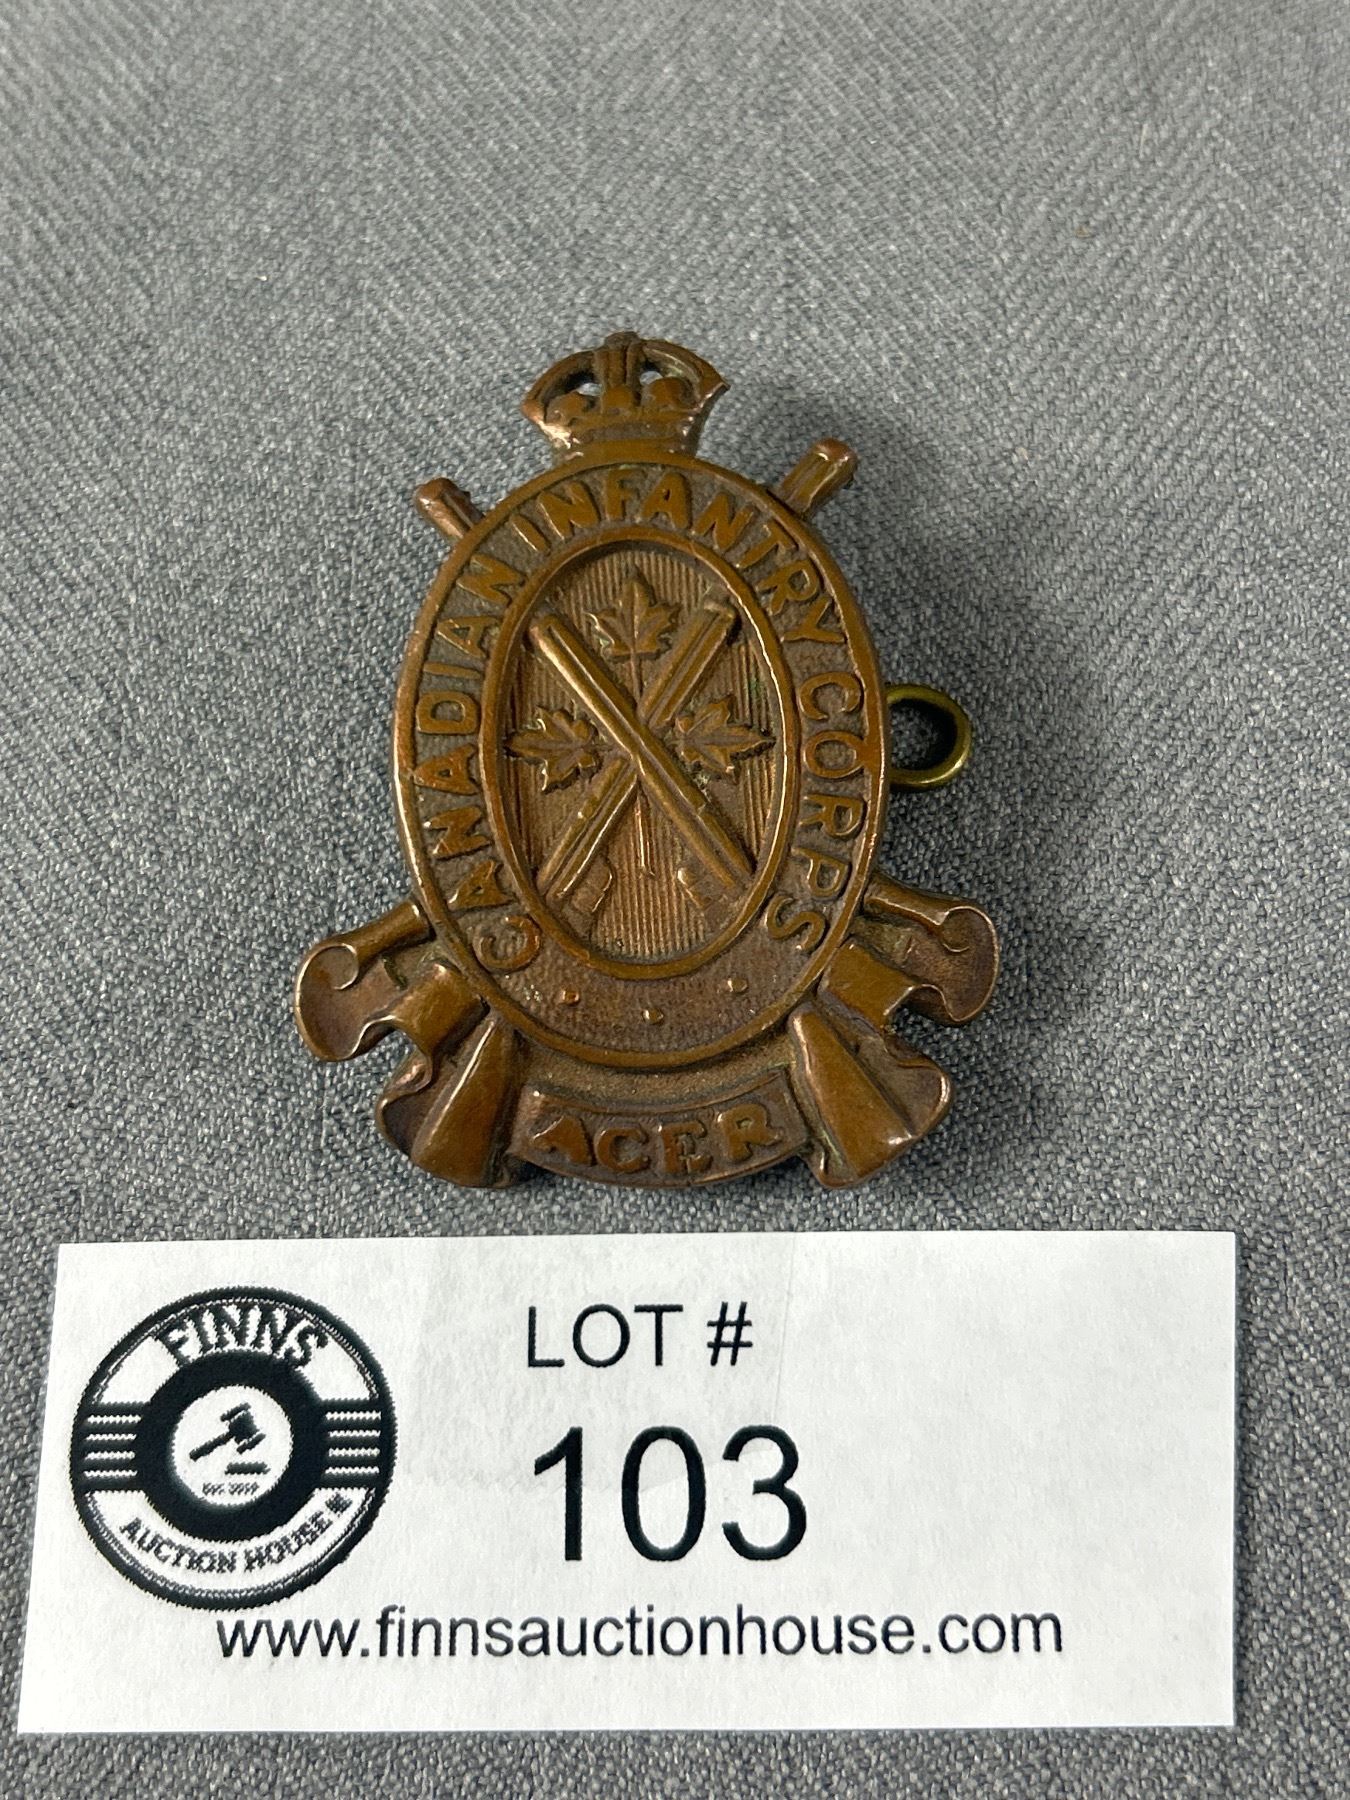 CANADIAN INFANTRY CORPS
ACER
FINNS
AUCTION HOUSE
LOT #
103
www.finnsauctionhouse.com